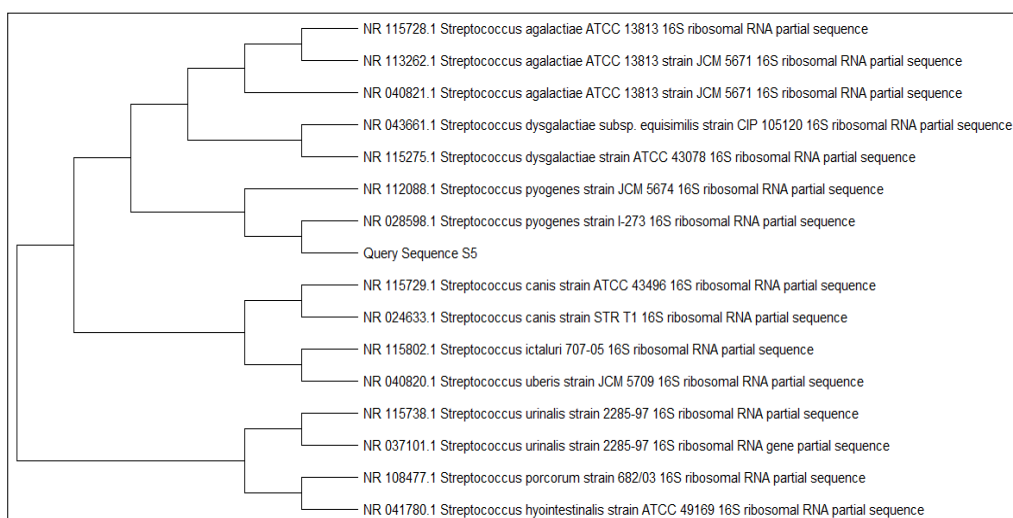 NR 115728.1 Streptococcus agalactiae ATCC 13813 16S ribosomal RNA partial sequence
NR 113262.1 Streptococcus agalactiae ATCC 13813 strain JCM 5671 16S ribosomal RNA partial sequence
NR 040821.1 Streptococcus agalactiae ATCC 13813 strain JCM 5671 16S ribosomal RNA partial sequence
NR 043661.1 Streptococcus dysgalactiae subsp. equisimilis strain CIP 105120 16S ribosomal RNA partial sequence
NR 115275.1 Streptococcus dysgalactiae strain ATCC 43078 16S ribosomal RNA partial sequence
NR 112088.1 Streptococcus pyogenes strain JCM 5674 16S ribosomal RNA partial sequence
NR 028598.1 Streptococcus pyogenes strain I-273 16S ribosomal RNA partial sequence
Query Sequence S5
NR 115729.1 Streptococcus canis strain ATCC 43496 16S ribosomal RNA partial sequence
NR 024633.1 Streptococcus canis strain STR T1 16S ribosomal RNA partial sequence
NR 115802.1 Streptococcus ictaluri 707-05 16S ribosomal RNA partial sequence
NR 040820.1 Streptococcus uberis strain JCM 5709 16S ribosomal RNA partial sequence
NR 115738.1 Streptococcus urinalis strain 2285-97 16S ribosomal RNA partial sequence
NR 037101.1 Streptococcus urinalis strain 2285-97 16S ribosomal RNA gene partial sequence
NR 108477.1 Streptococcus porcorum strain 682/03 16S ribosomal RNA partial sequence
NR 041780.1 Streptococcus hyointestinalis strain ATCC 49169 16S ribosomal RNA partial sequence